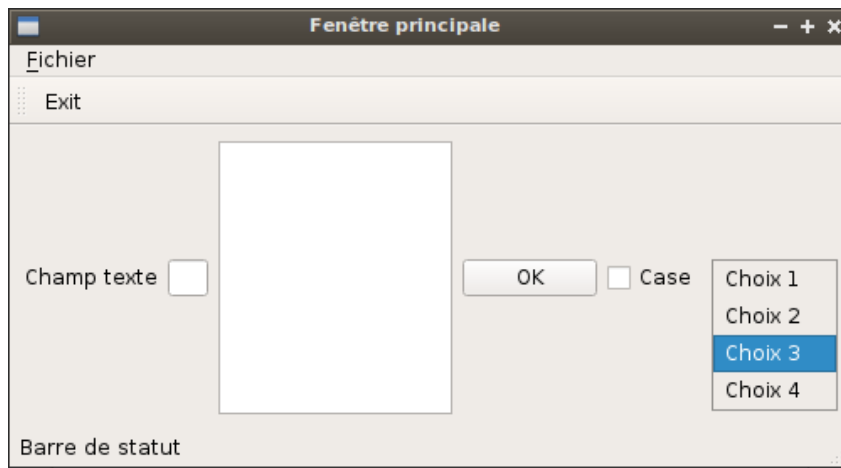 Fenêtre principale
Fichier
Exit
Champ texte
OK
Case
Choix 1
Choix 2
Choix 3
Choix 4
Barre de statut